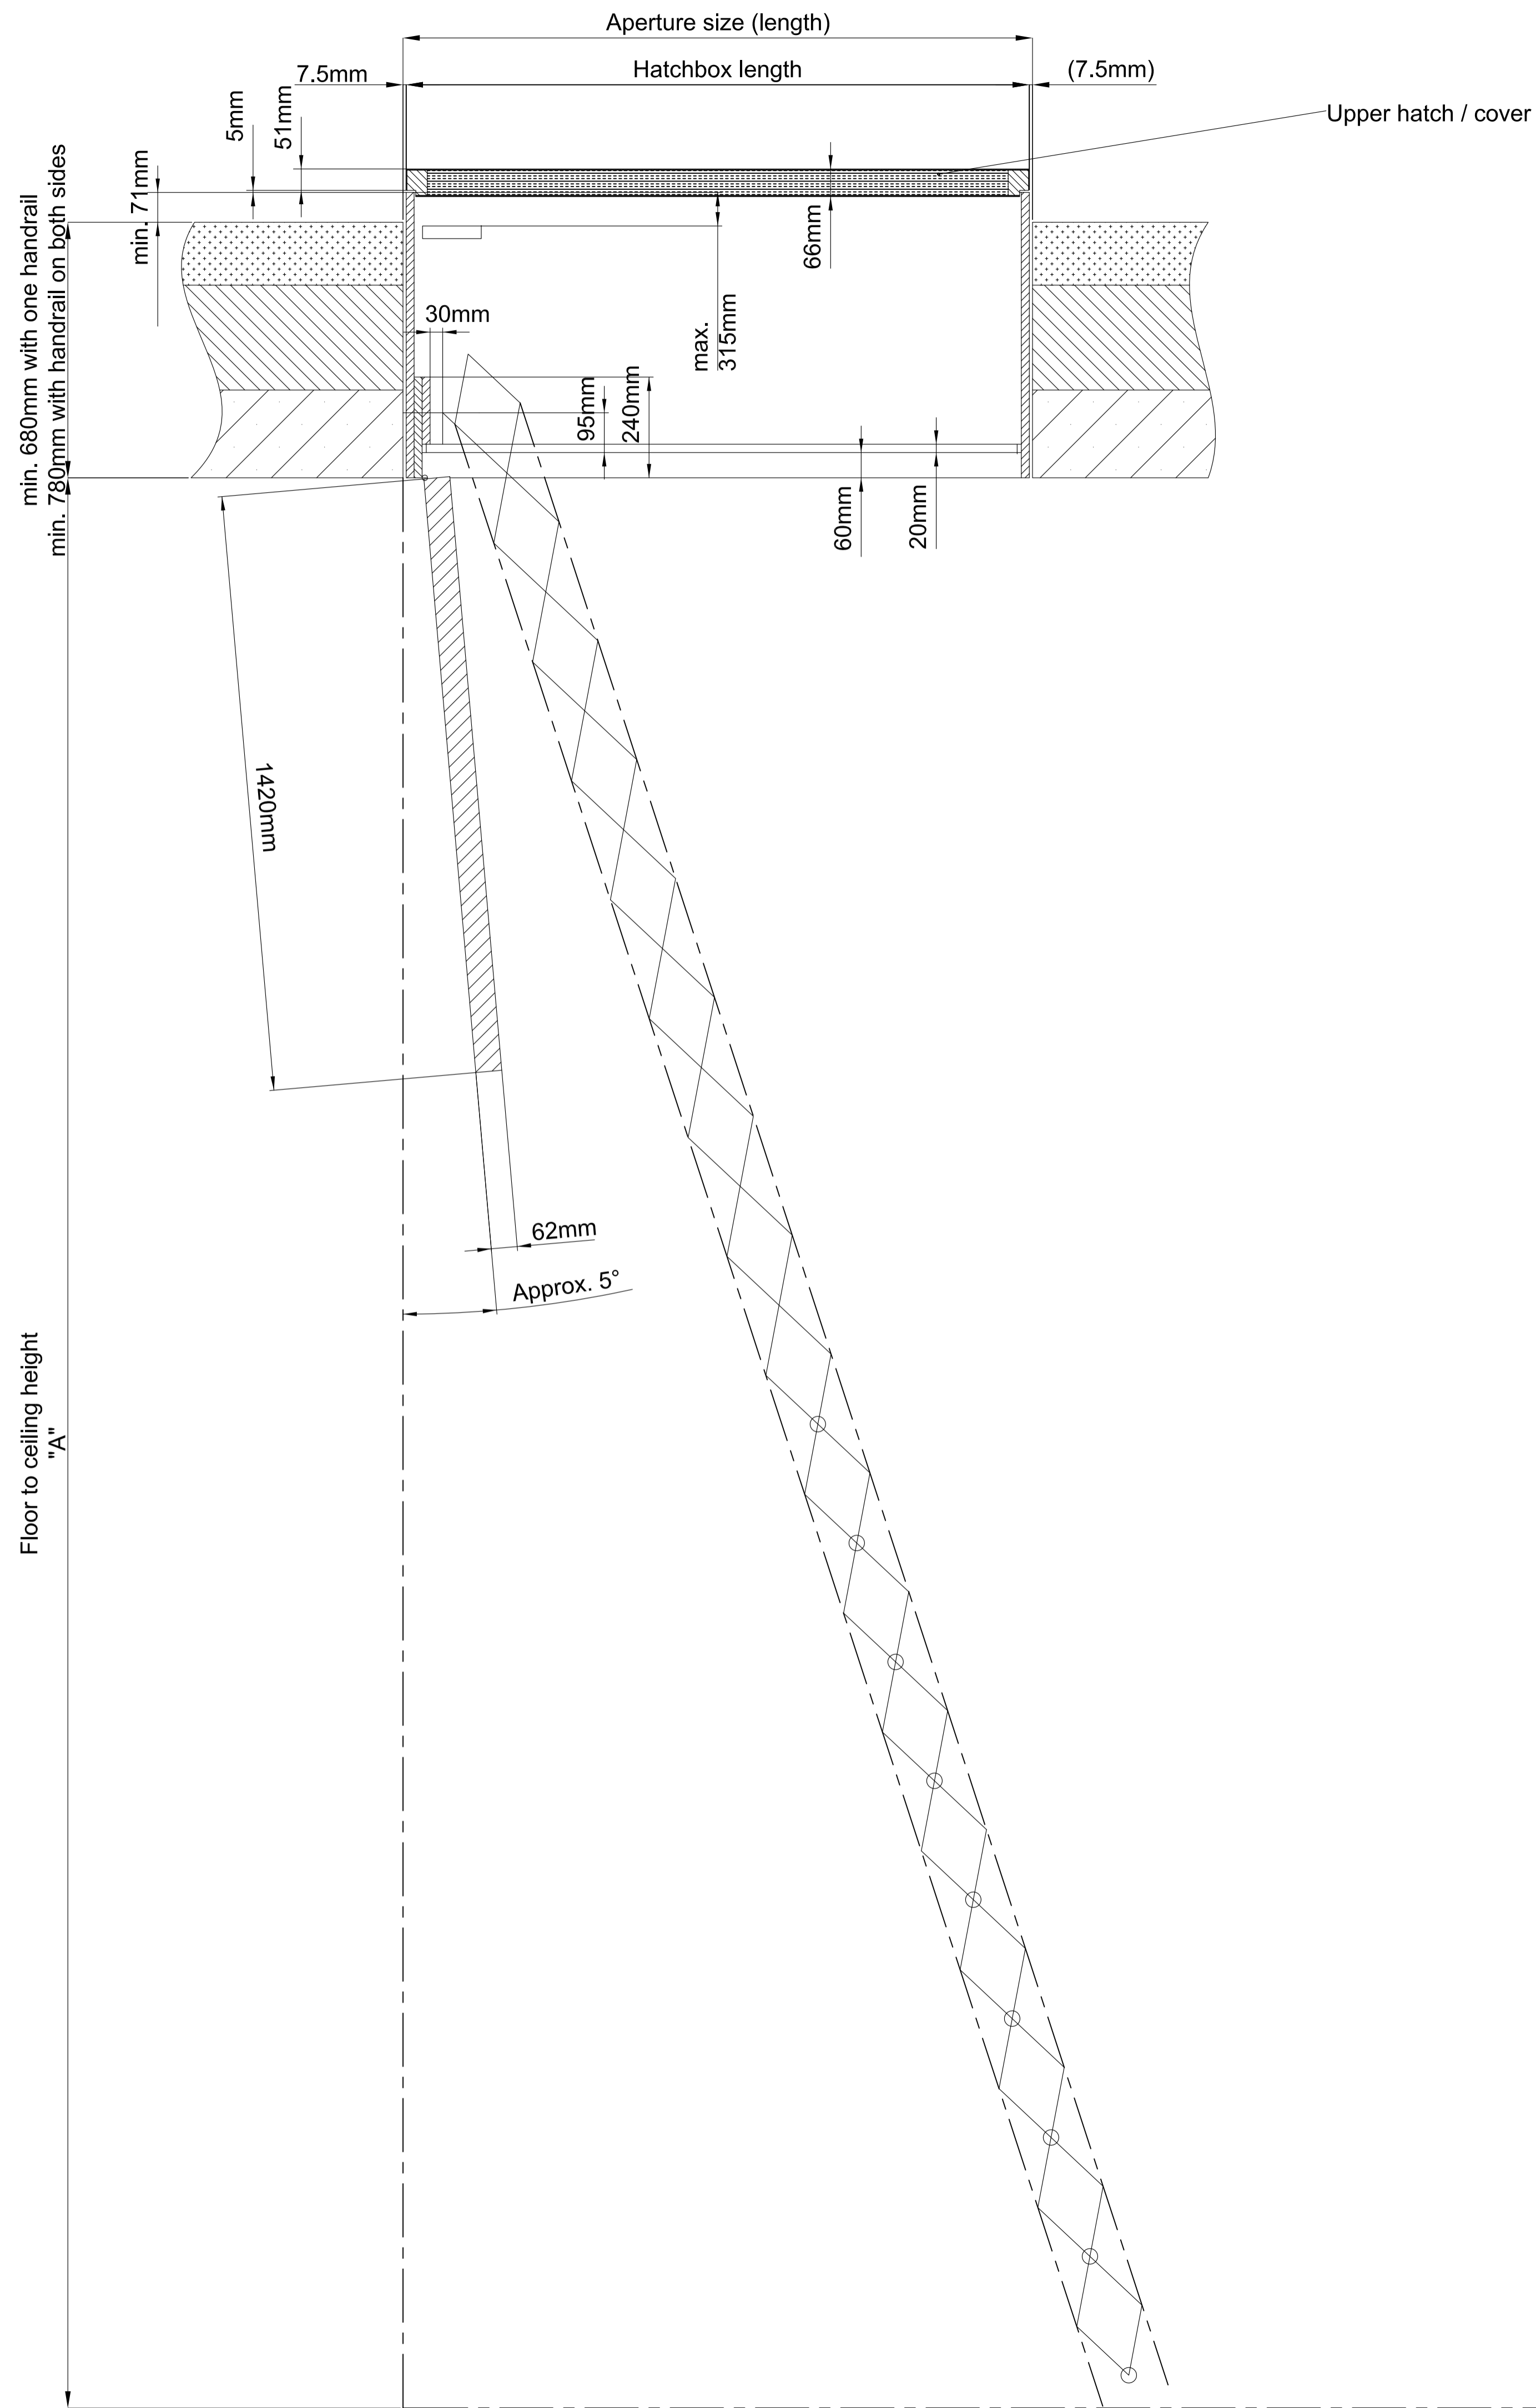 Aperture size (length)
7.5mm
Hatchbox length
(7.5mm)
5mm
51mm
Upper hatch / cover
min. 71mm
66mm
min. 680mm with one handrail
min. 780mm with handrail on both sides
30mm
max.
315mm
95mm
240mm
60mm
20mm
1420mm
62mm
Approx. 5°
Floor to ceiling height
"A"